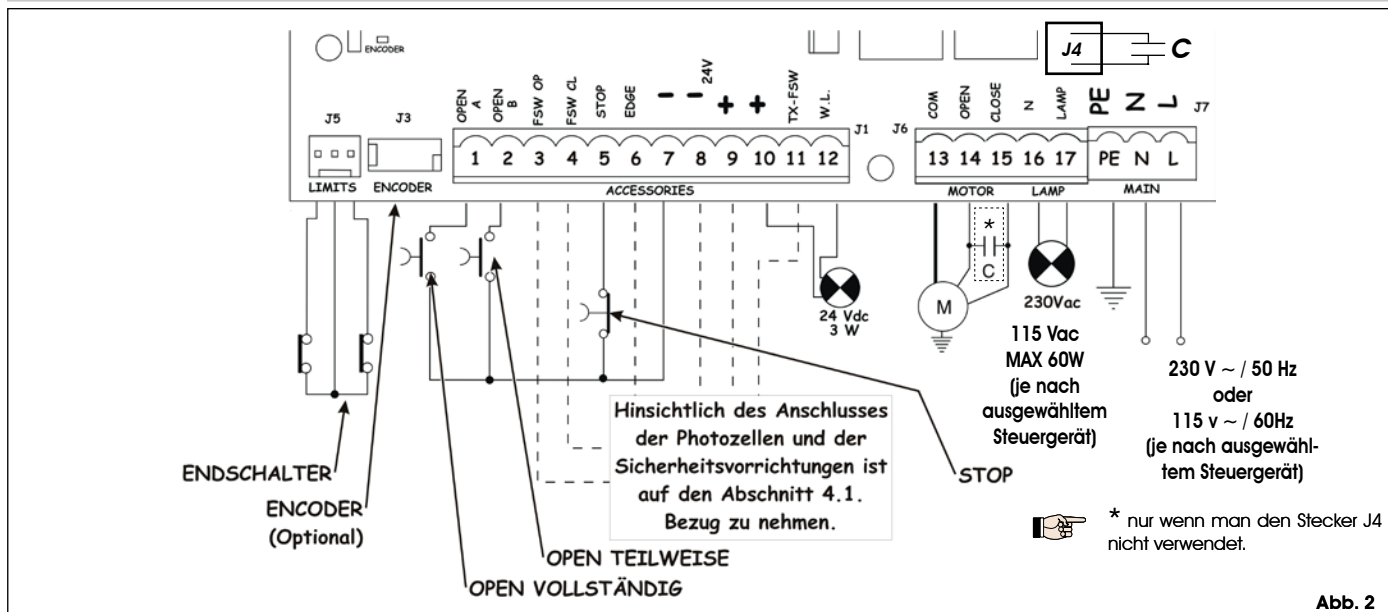 ENCODER
J4
C
OPEN A
OPEN B
FSW OP
FSW CL
STOP
EDGE
–
–
24V
+
+
TX-FSW
W.L.
COM
OPEN
CLOSE
N
LAMP
PE
N
L
J5
J3
J1
J6
J7
1 2 3 4 5 6 7 8 9 10 11 12
13 14 15 16 17
PE N L
LIMITS
ENCODER
ACCESSORIES
MOTOR
LAMP
MAIN
*
C
M
24 Vdc
3 W
230Vac
115 Vac
MAX 60W
(je nach
ausgewähltem
Steuergerät)
230 V ~ / 50 Hz
oder
115 v ~ / 60Hz
(je nach ausgewähl-
tem Steuergerät)
Hinsichtlich des Anschlusses
der Photozellen und der
Sicherheitsvorrichtungen ist
auf den Abschnitt 4.1.
Bezug zu nehmen.
ENDSCHALTER
ENCODER
(Optional)
STOP
OPEN TEILWEISE
OPEN VOLLSTÄNDIG
* nur wenn man den Stecker J4
nicht verwendet.
Abb. 2